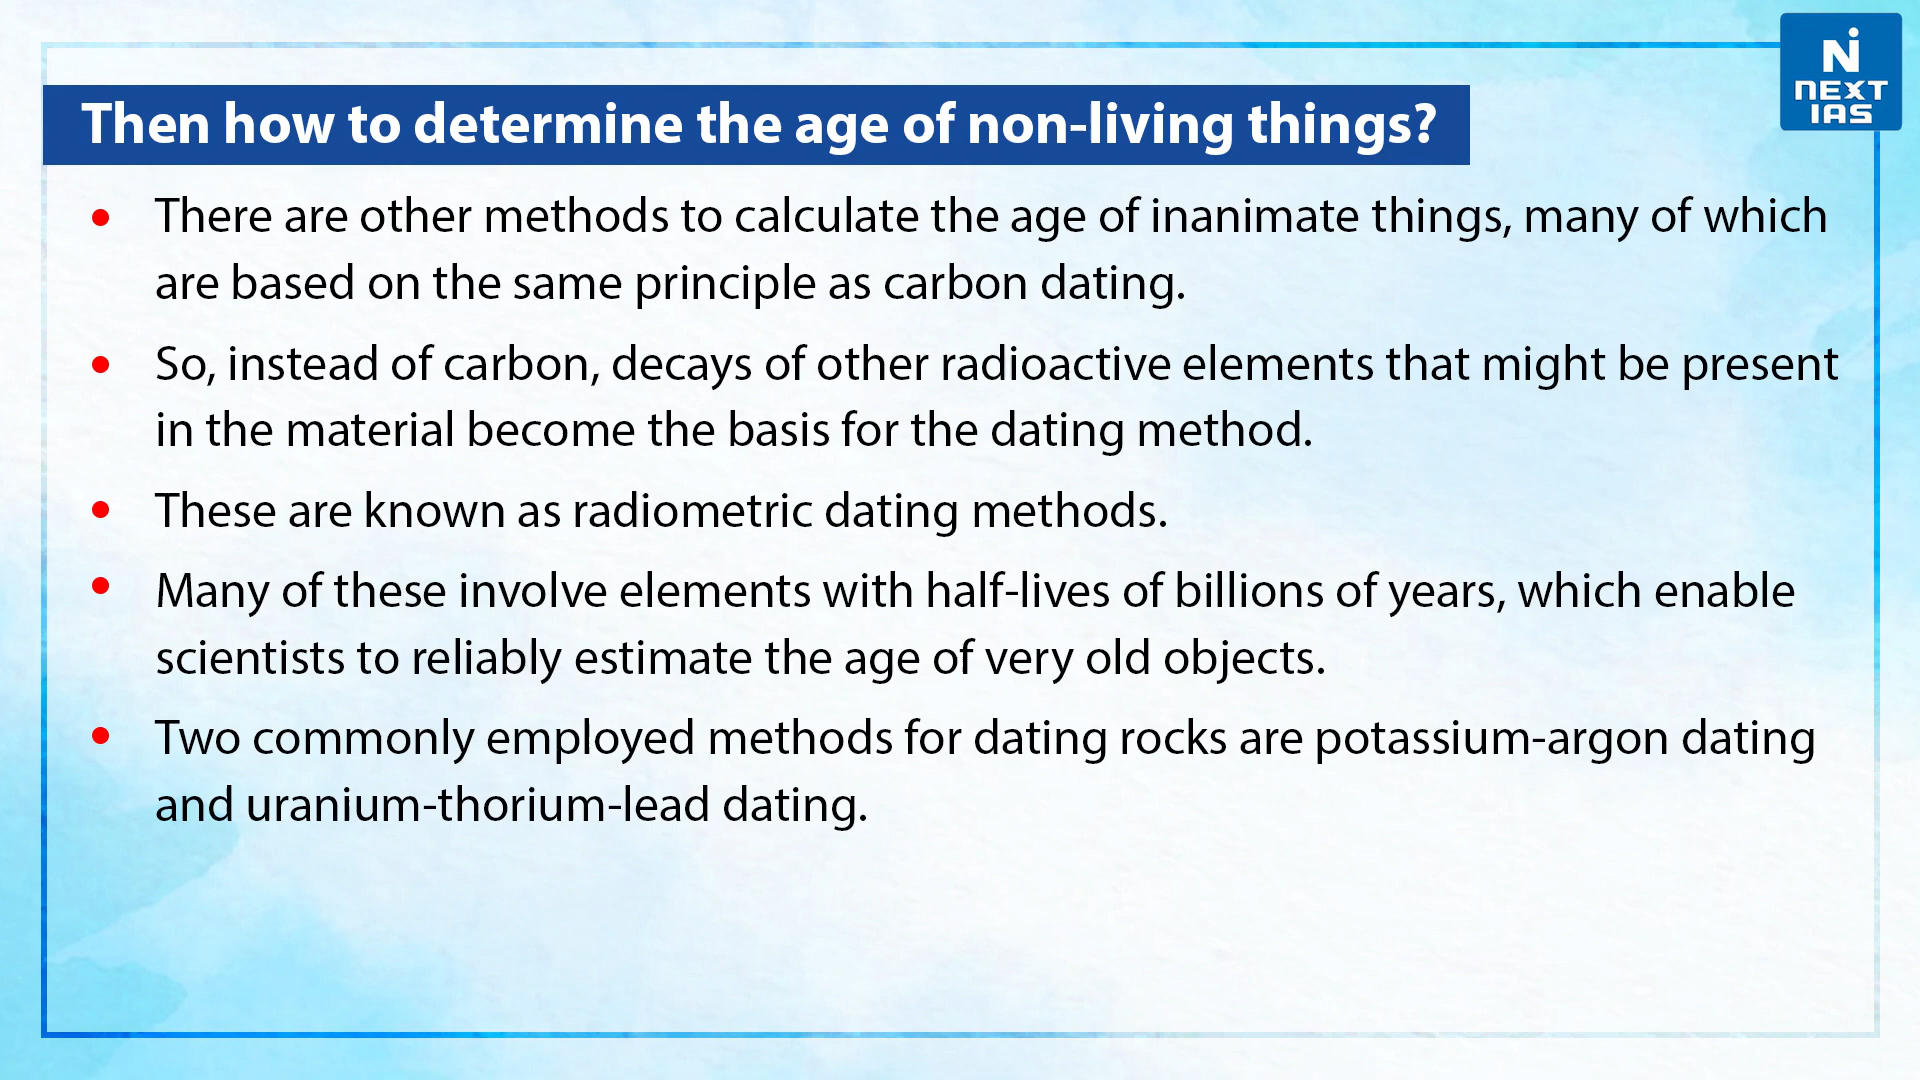 NEXT
IAS
Then how to determine the age of non-living things?
• There are other methods to calculate the age of inanimate things, many of which
are based on the same principle as carbon dating.
• So, instead of carbon, decays of other radioactive elements that might be present
in the material become the basis for the dating method.
• These are known as radiometric dating methods.
• Many of these involve elements with half-lives of billions of years, which enable
scientists to reliably estimate the age of very old objects.
• Two commonly employed methods for dating rocks are potassium-argon dating
and uranium-thorium-lead dating.